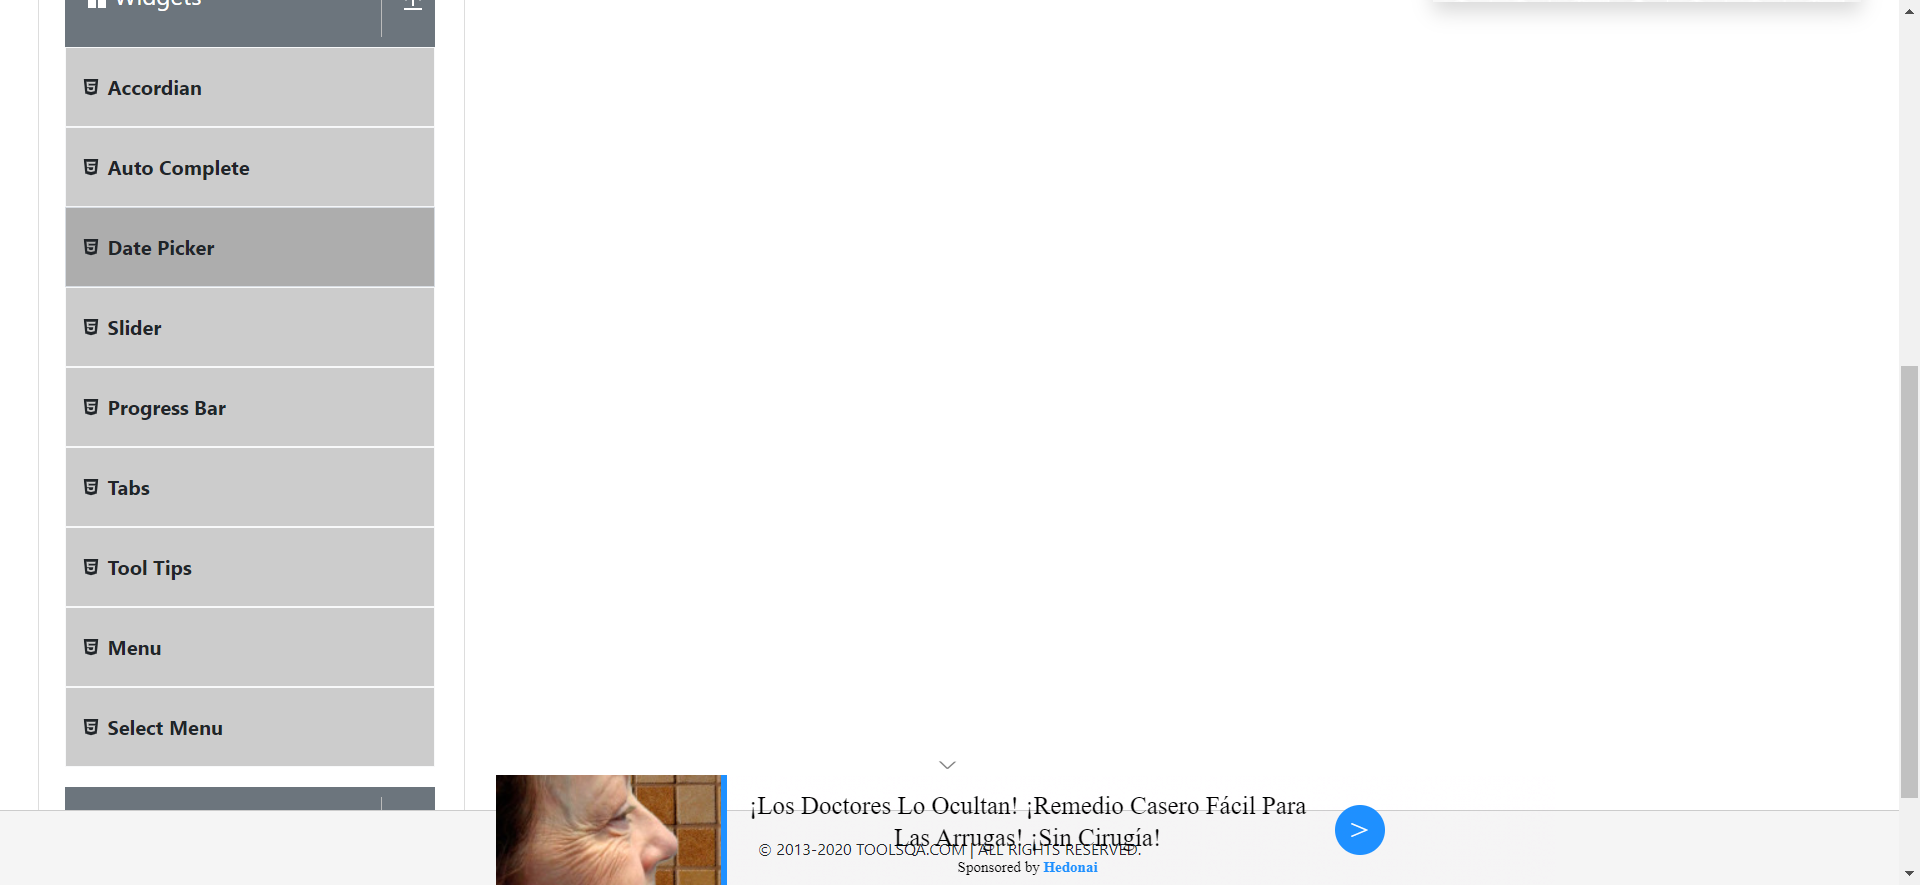 Widgets
Accordian
Auto Complete
Date Picker
Slider
Progress Bar
Tabs
Tool Tips
Menu
Select Menu
¡Los Doctores Lo Ocultan! ¡Remedio Casero Fácil Para
Las Arrugas! ¡Sin Cirugía!
© 2013-2020 TOOLSQA.COM | ALL RIGHTS RESERVED.
Sponsored by Hedonai